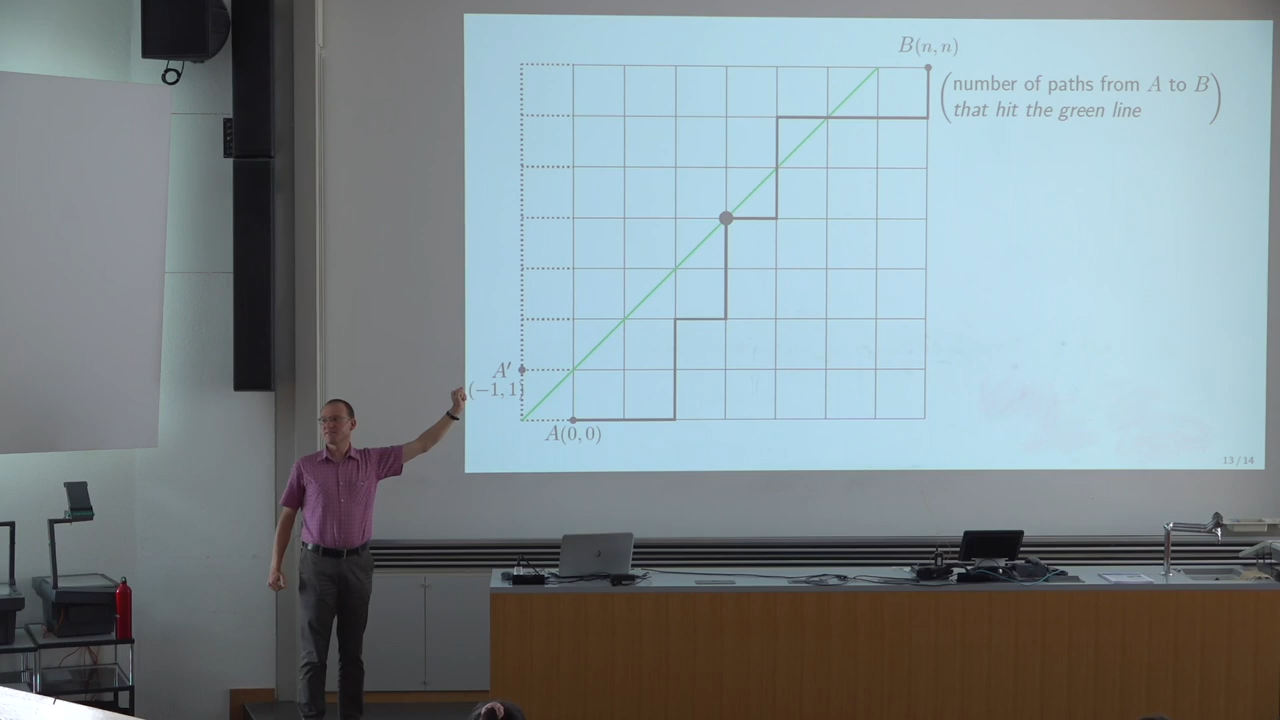 B(n, n)
(number of paths from A to B
that hit the green line)
A′
(−1, 1)
A(0, 0)
13 / 14